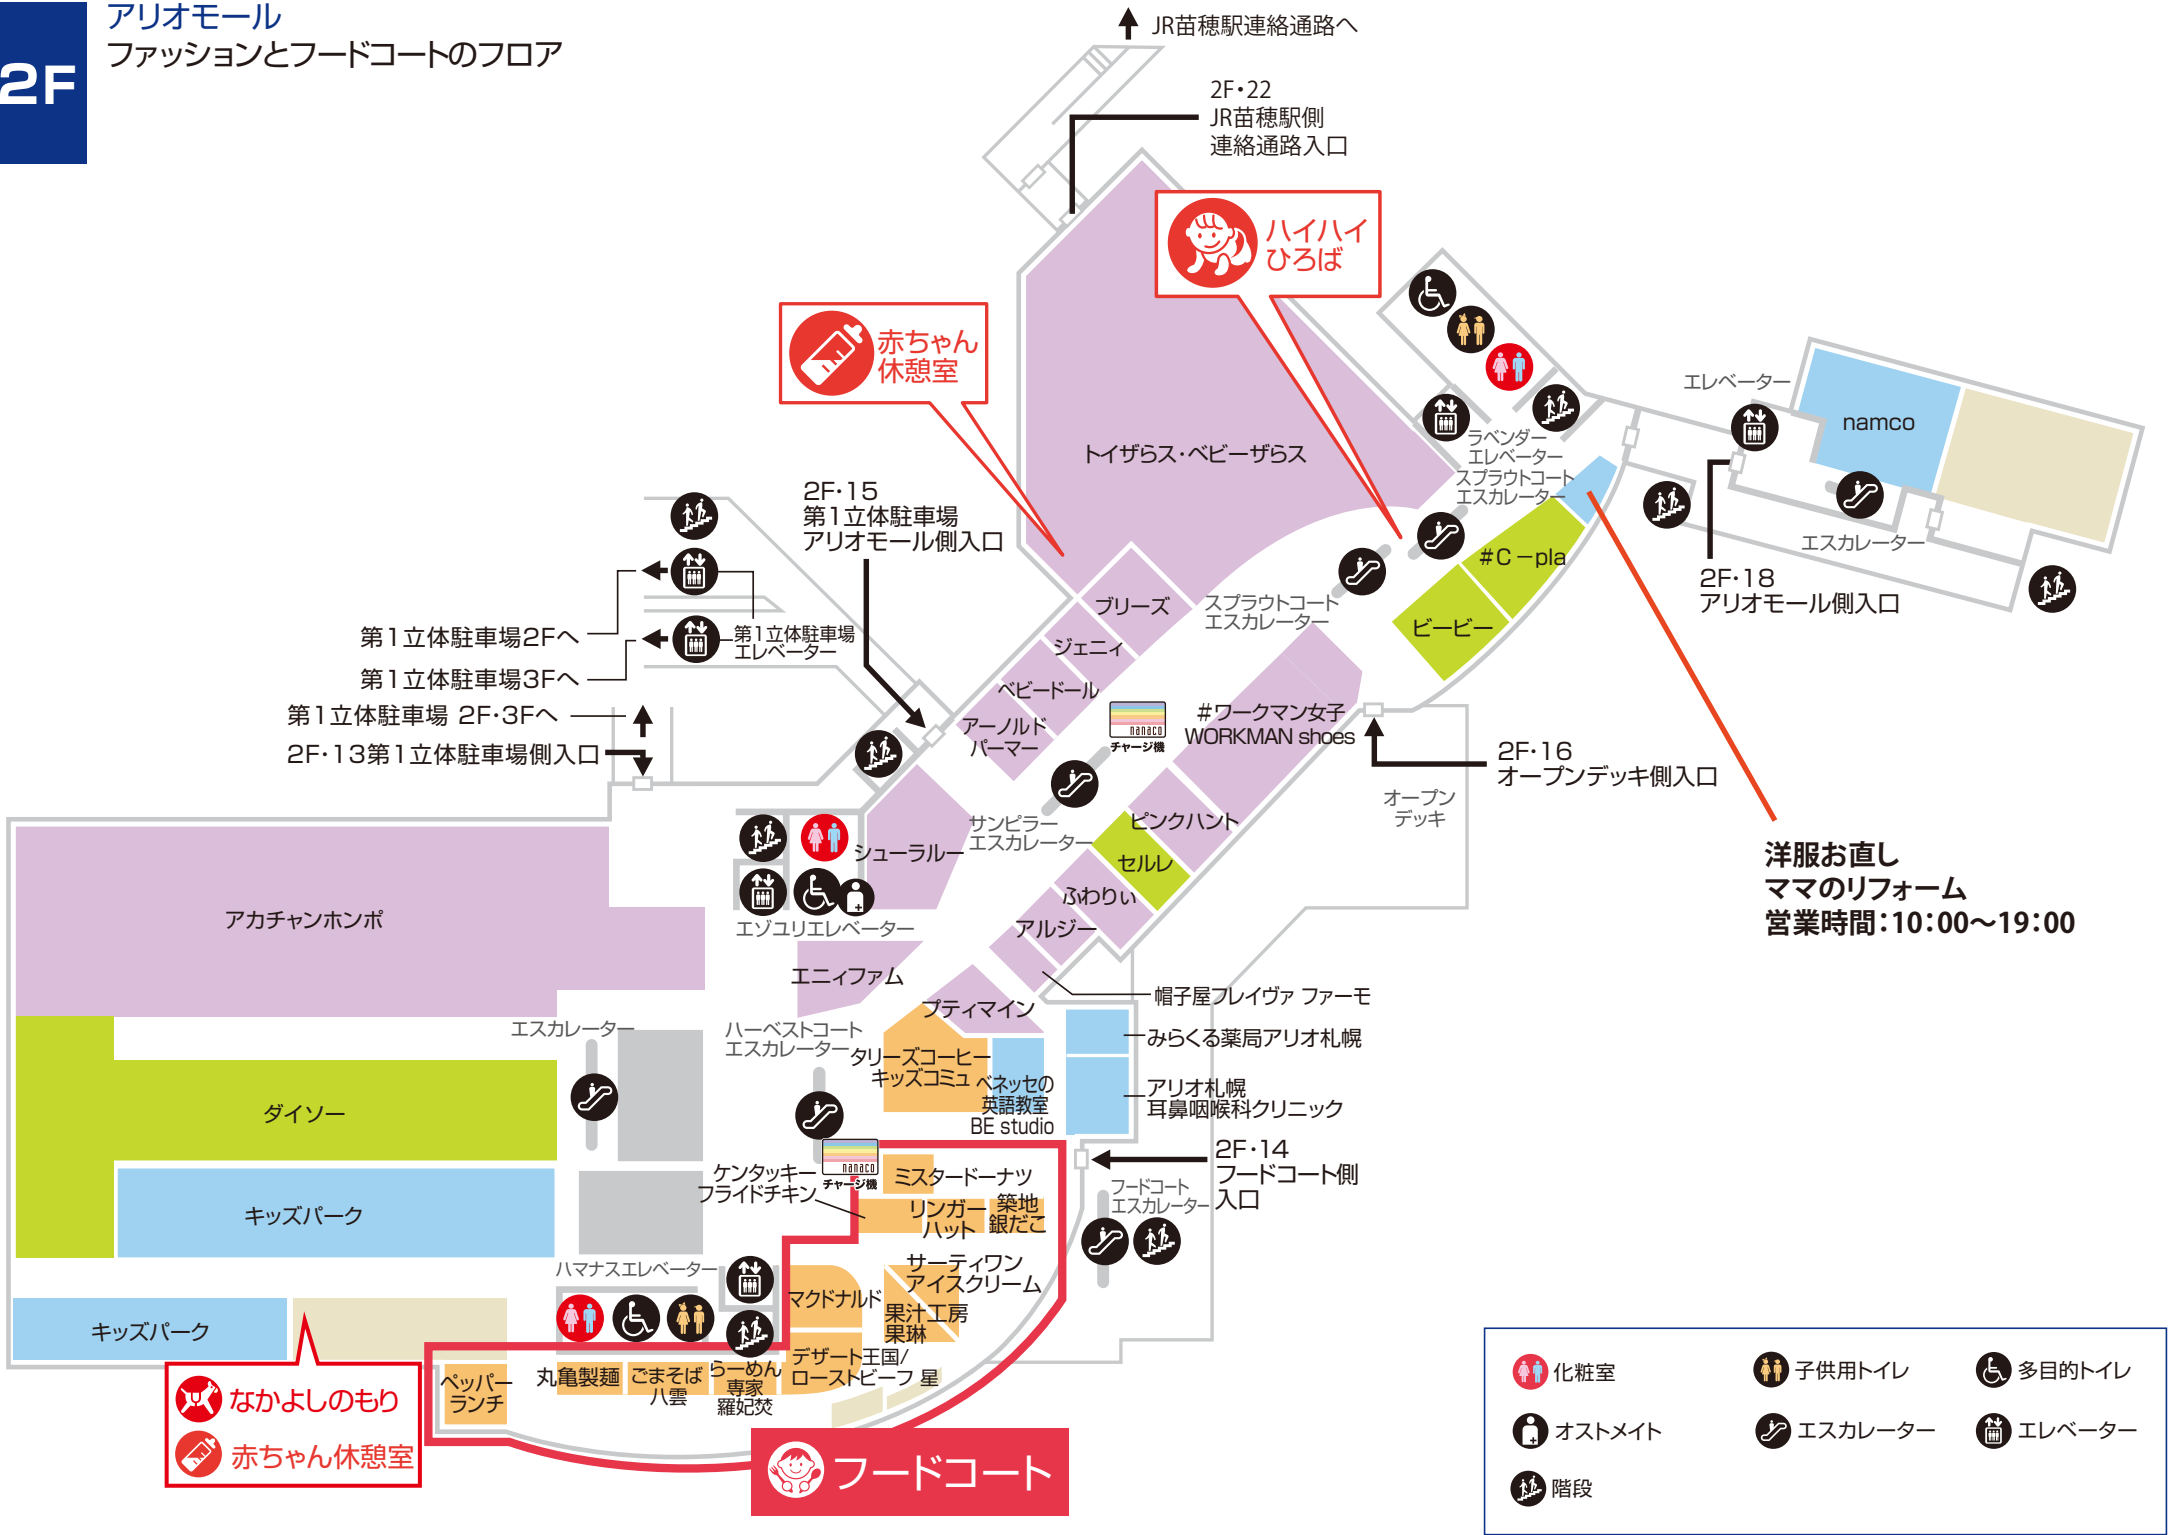 2F
アリオモール
ファッションとフードコートのフロア
JR苗穂駅連絡通路へ
2F・22
JR苗穂駅側
連絡通路入口
ハイハイ
ひろば
赤ちゃん
休憩室
トイザらス・ベビーザらス
エレベーター
namco
ラベンダー
エレベーター
スプラウトコート
エスカレーター
エスカレーター
2F・18
アリオモール側入口
#C-pla
ビービー
スプラウトコート
エスカレーター
2F・15
第1立体駐車場
アリオモール側入口
第1立体駐車場2Fへ
第1立体駐車場
エレベーター
第1立体駐車場3Fへ
第1立体駐車場 2F・3Fへ
2F・13第1立体駐車場側入口
ブリーズ
ジェニィ
ベビードール
アーノルド
パーマー
nanaco
チャージ機
#ワークマン女子
WORKMAN shoes
2F・16
オープンデッキ側入口
オープン
デッキ
洋服お直し
ママのリフォーム
営業時間：10：00～19：00
サンピラー
エスカレーター
ピンクハント
セルレ
ふわりぃ
アルジー
シューラルー
エゾユリエレベーター
アカチャンホンポ
エニィファム
プティマイン
帽子屋フレイヴァ ファーモ
みらくる薬局アリオ札幌
アリオ札幌
耳鼻咽喉科クリニック
エスカレーター
ハーベストコート
エスカレーター
タリーズコーヒー
キッズコミュ
ベネッセの
英語教室
BE studio
ダイソー
2F・14
フードコート側
入口
フードコート
エスカレーター
nanaco
チャージ機
ケンタッキー
フライドチキン
ミスタードーナツ
リンガー
ハット
築地
銀だこ
キッズパーク
ハマナスエレベーター
サーティワン
アイスクリーム
マクドナルド
果汁工房
果琳
キッズパーク
デザート王国/
ローストビーフ 星
ペッパー
ランチ
丸亀製麺
ごまそば
八雲
らーめん
専家
羅妃焚
なかよしのもり
赤ちゃん休憩室
フードコート
化粧室
子供用トイレ
多目的トイレ
オストメイト
エスカレーター
エレベーター
階段